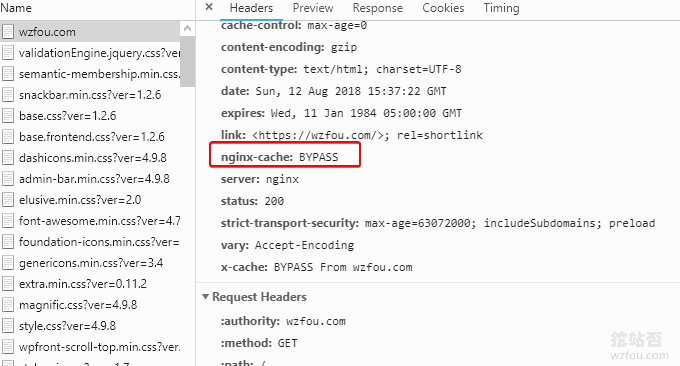 Name
wzfou.com
validationEngine.jquery.css?ve
semantic-membership.min.css
snackbar.min.css?ver=1.2.6
base.css?ver=1.2.6
base.frontend.css?ver=1.2.6
dashicons.min.css?ver=4.9.8
admin-bar.min.css?ver=4.9.8
elusive.min.css?ver=2.0
font-awesome.min.css?ver=4.7
foundation-icons.min.css?ver=
genericons.min.css?ver=3.4
extra.min.css?ver=0.11.2
magnific.css?ver=4.9.8
style.css?ver=4.9.8
wpfront-scroll-top.min.css?ve
× Headers Preview Response Cookies Timing
cache-control: max-age=0
content-encoding: gzip
content-type: text/html; charset=UTF-8
date: Sun, 12 Aug 2018 15:37:22 GMT
expires: Wed, 11 Jan 1984 05:00:00 GMT
link: <https://wzfou.com/>; rel=shortlink
nginx-cache: BYPASS
server: nginx
status: 200
strict-transport-security: max-age=63072000; includeSubdomains; preload
vary: Accept-Encoding
x-cache: BYPASS From wzfou.com
▼ Request Headers
:authority: wzfou.com
:method: GET
:path: /
挖站否
wzfou.com